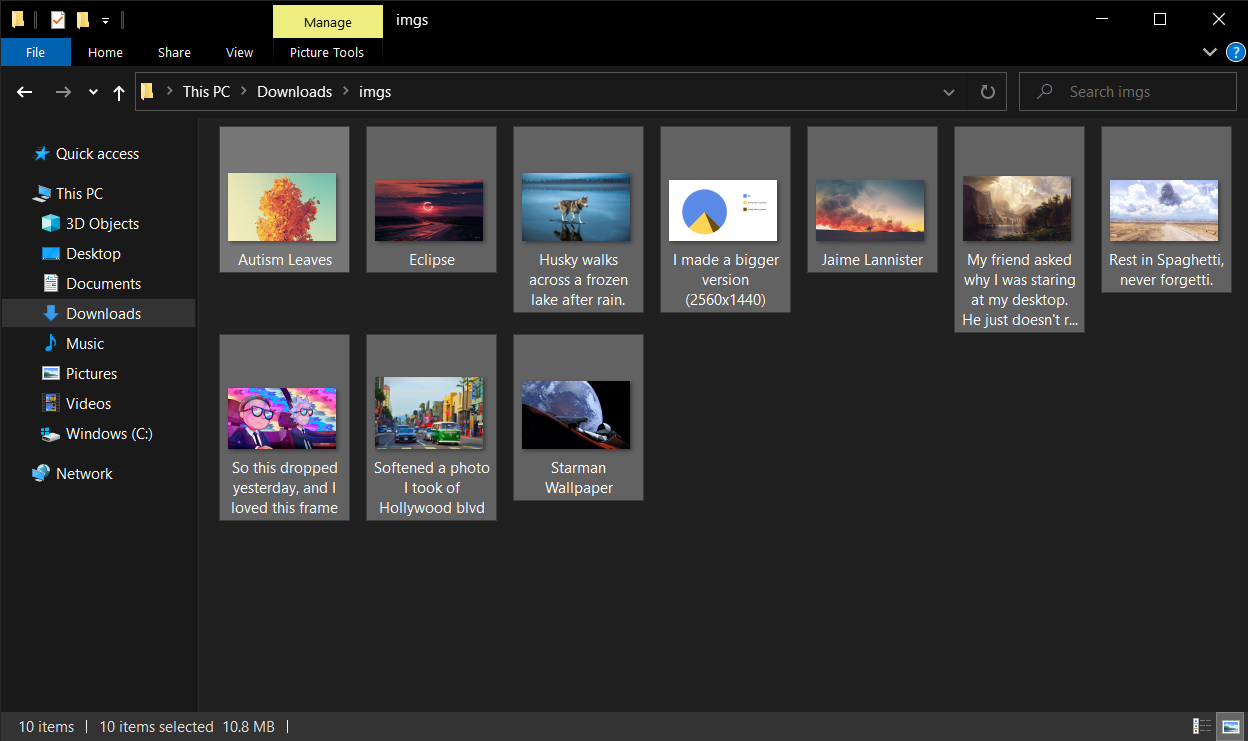 Manage
imgs
File
Home
Share
View
Picture Tools
?
This PC
Downloads
imgs
Search imgs
Quick access
This PC
3D Objects
Desktop
Documents
Downloads
Music
Pictures
Videos
Windows (C:)
Network
Autism Leaves
Eclipse
Husky walks
across a frozen
lake after rain.
I made a bigger
version
(2560x1440)
Jaime Lannister
My friend asked
why I was staring
at my desktop.
He just doesn't r...
Rest in Spaghetti,
never forgetti.
So this dropped
yesterday, and I
loved this frame
Softened a photo
I took of
Hollywood blvd
Starman
Wallpaper
10 items
10 items selected 10.8 MB